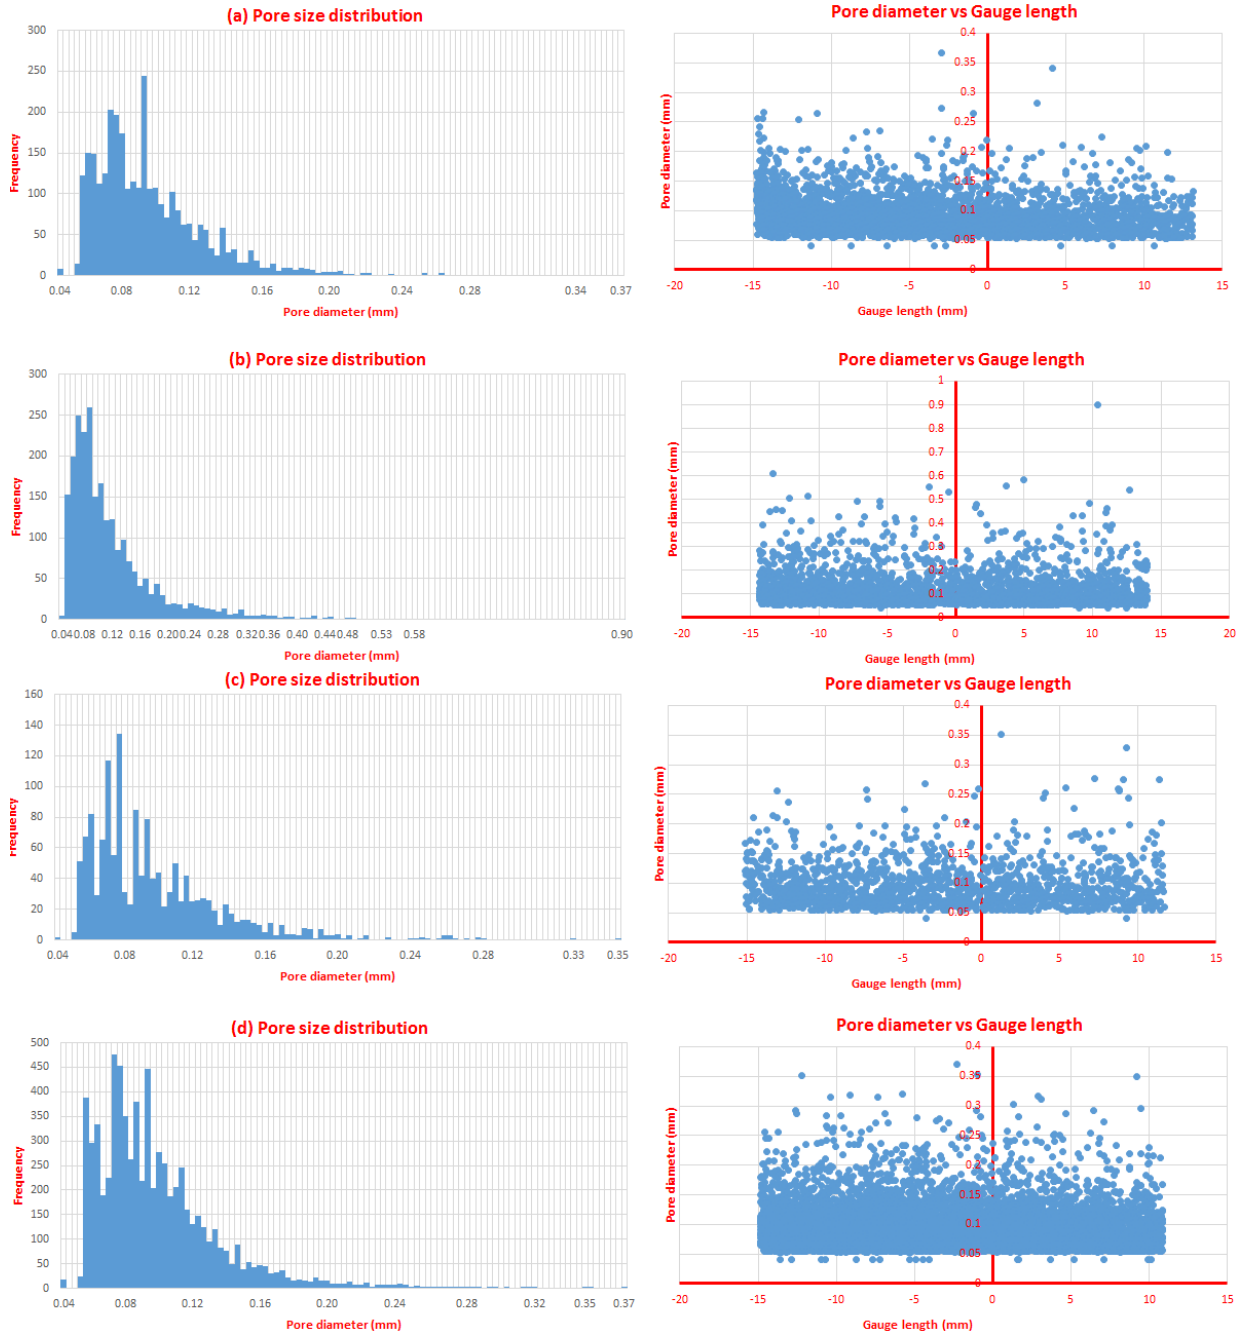 (a) Pore size distribution
300
250
200
150
100
50
0
Frequency
0.04 0.08 0.12 0.16 0.20 0.24 0.28 0.34 0.37
Pore diameter (mm)
Pore diameter vs Gauge length
0.4
0.35
0.3
0.25
0.2
0.15
0.1
0.05
0
Pore diameter (mm)
-20 -15 -10 -5 0 5 10 15
Gauge length (mm)
(b) Pore size distribution
300
250
200
150
100
50
0
Frequency
0.04 0.08 0.12 0.16 0.20 0.24 0.28 0.32 0.36 0.40 0.44 0.48 0.53 0.58 0.90
Pore diameter (mm)
Pore diameter vs Gauge length
1
0.9
0.8
0.7
0.6
0.5
0.4
0.3
0.2
0.1
0
Pore diameter (mm)
-20 -15 -10 -5 0 5 10 15 20
Gauge length (mm)
(c) Pore size distribution
160
140
120
100
80
60
40
20
0
Frequency
0.04 0.08 0.12 0.16 0.20 0.24 0.28 0.33 0.35
Pore diameter (mm)
Pore diameter vs Gauge length
0.4
0.35
0.3
0.25
0.2
0.15
0.1
0.05
0
Pore diameter (mm)
-20 -15 -10 -5 0 5 10 15
Gauge length (mm)
(d) Pore size distribution
500
450
400
350
300
250
200
150
100
50
0
Frequency
0.04 0.08 0.12 0.16 0.20 0.24 0.28 0.35 0.37
Pore diameter (mm)
Pore diameter vs Gauge length
0.4
0.35
0.3
0.25
0.2
0.15
0.1
0.05
0
Pore diameter (mm)
-20 -15 -10 -5 0 5 10 15
Gauge length (mm)